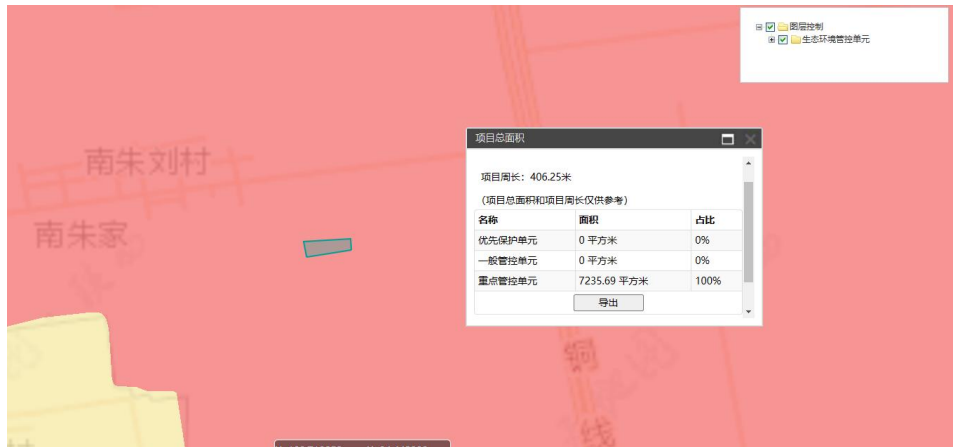 图层控制
生态环境管控单元
项目总面积
项目周长：406.25米
（项目总面积和项目周长仅供参考）
名称 面积 占比
优先保护单元 0 平方米 0%
一般管控单元 0 平方米 0%
重点管控单元 7235.69 平方米 100%
导出
南朱刘村
南朱家
铜
线
村